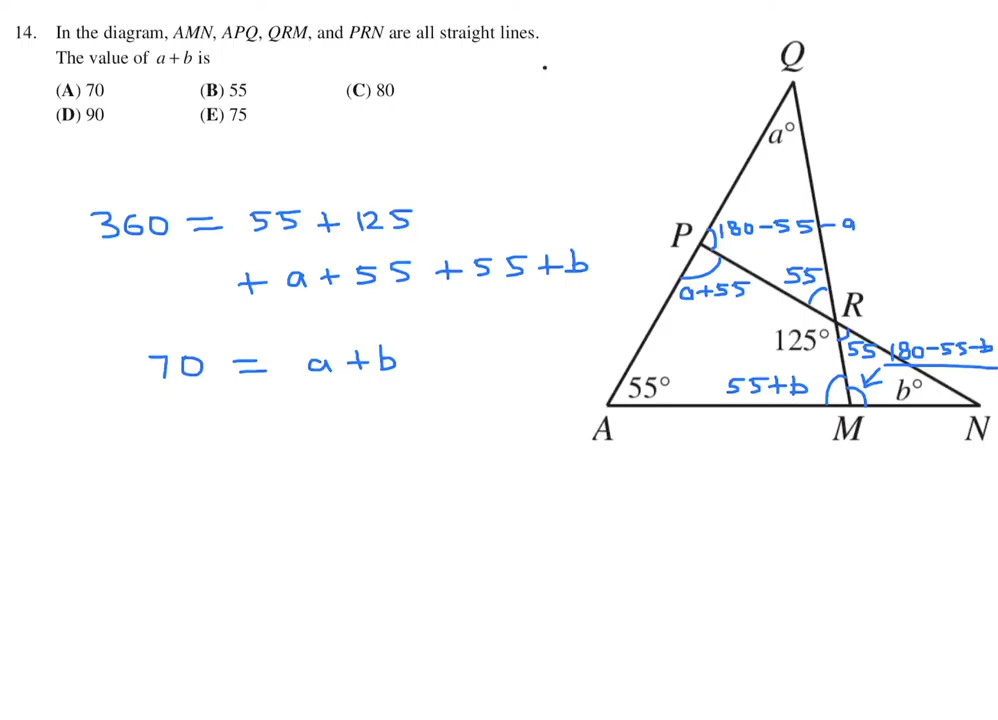 14. In the diagram, AMN, APQ, QRM, and PRN are all straight lines.
The value of a + b is
(A) 70 (B) 55 (C) 80
(D) 90 (E) 75
360 = 55 + 125
+ a + 55 + 55 + b
70 = a + b
Q
a°
P 180-55-a
55
a+55
R
125°
55 180-55-b
55° 55+b b°
A M N